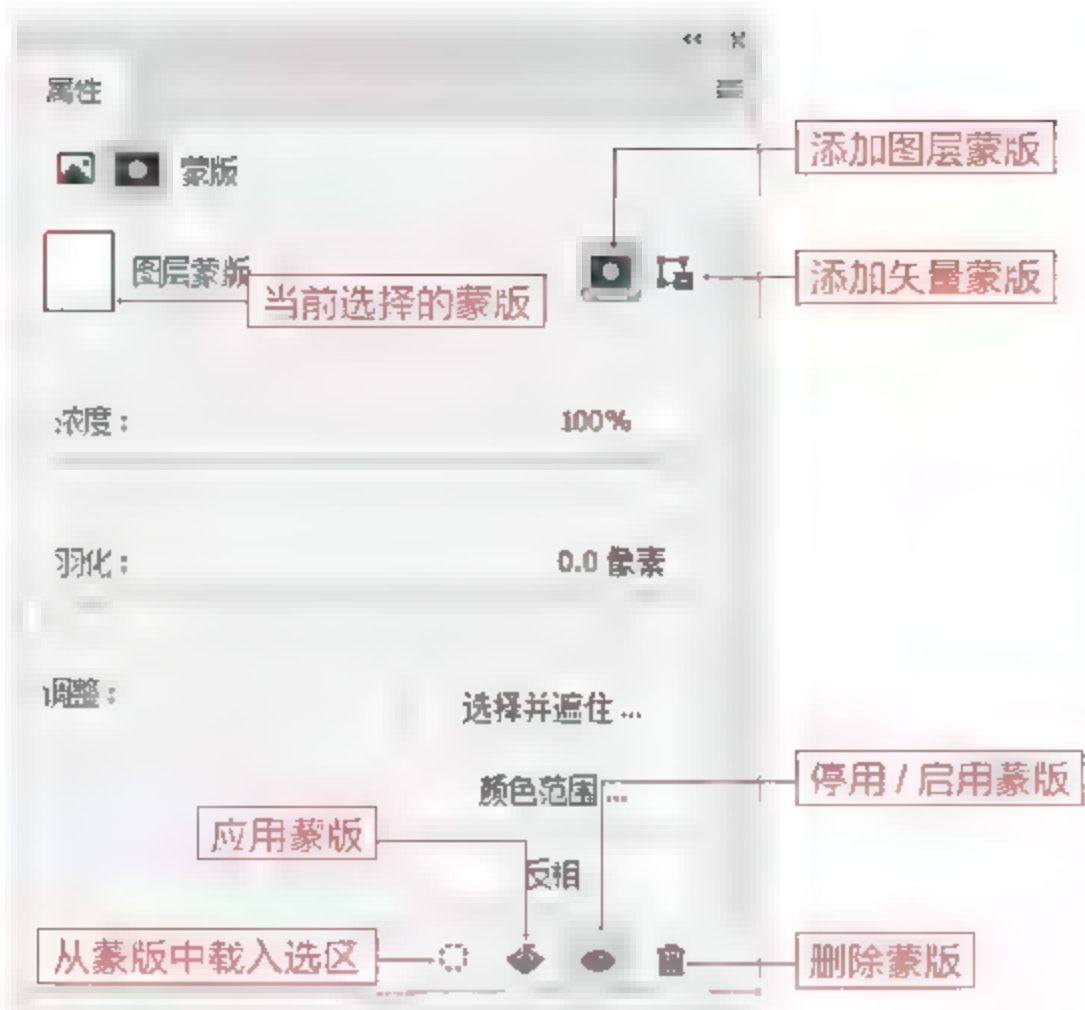 属性
蒙版
添加图层蒙版
图层蒙版
当前选择的蒙版
添加矢量蒙版
浓度：
100%
羽化：
0.0 像素
调整：
选择并遮住 ...
颜色范围 ...
停用 / 启用蒙版
应用蒙版
反相
从蒙版中载入选区
删除蒙版